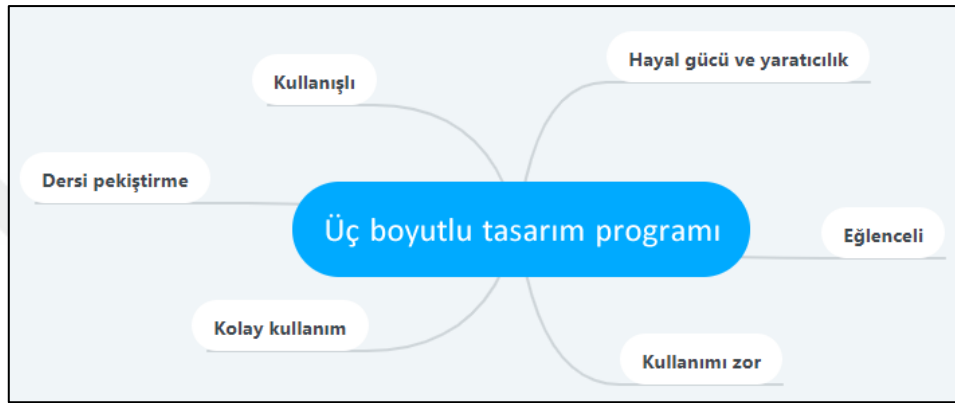 Hayal gücü ve yaratıcılık
Kullanışlı
Dersi pekiştirme
Üç boyutlu tasarım programı
Eğlenceli
Kolay kullanım
Kullanımı zor